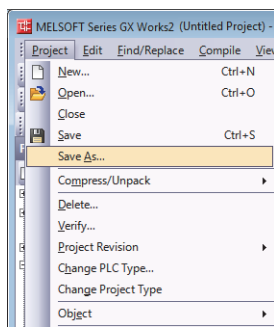 MELSOFT Series GX Works2 (Untitled Project) -
Project Edit Find/Replace Compile View
New... Ctrl+N
Open... Ctrl+O
Close
Save Ctrl+S
Save As...
Compress/Unpack
Delete...
Verify...
Project Revision
Change PLC Type...
Change Project Type
Object